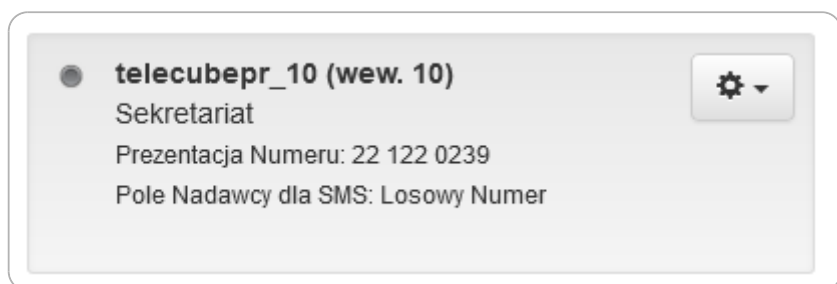 telecubepr_10 (wew. 10)
Sekretariat
Prezentacja Numeru: 22 122 0239
Pole Nadawcy dla SMS: Losowy Numer